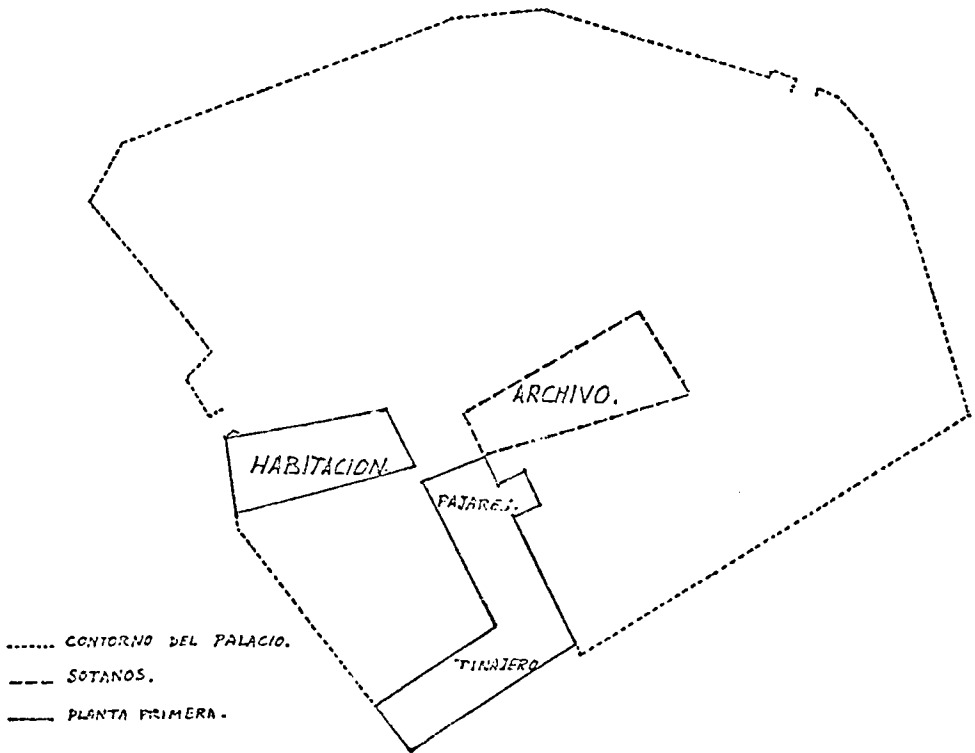 ARCHIVO.
HABITACION.
PAJARES.
TINAJERO
CONTORNO DEL PALACIO.
SOTANOS.
PLANTA PRIMERA.